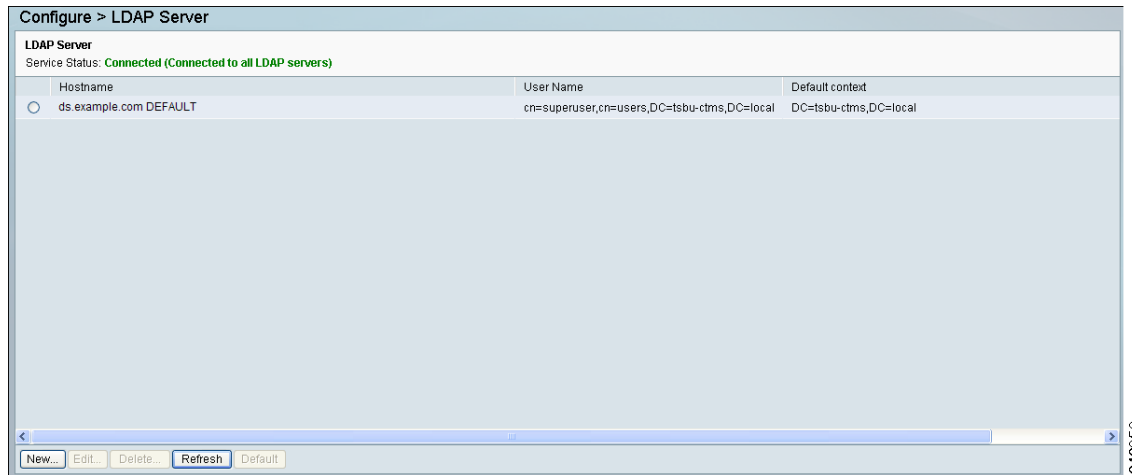 Configure > LDAP Server
LDAP Server
Service Status: Connected (Connected to all LDAP servers)
Hostname User Name Default context
ds.example.com DEFAULT cn=superuser,cn=users,DC=tsbu-ctms,DC=local DC=tsbu-ctms,DC=local
New... Edit... Delete... Refresh Default